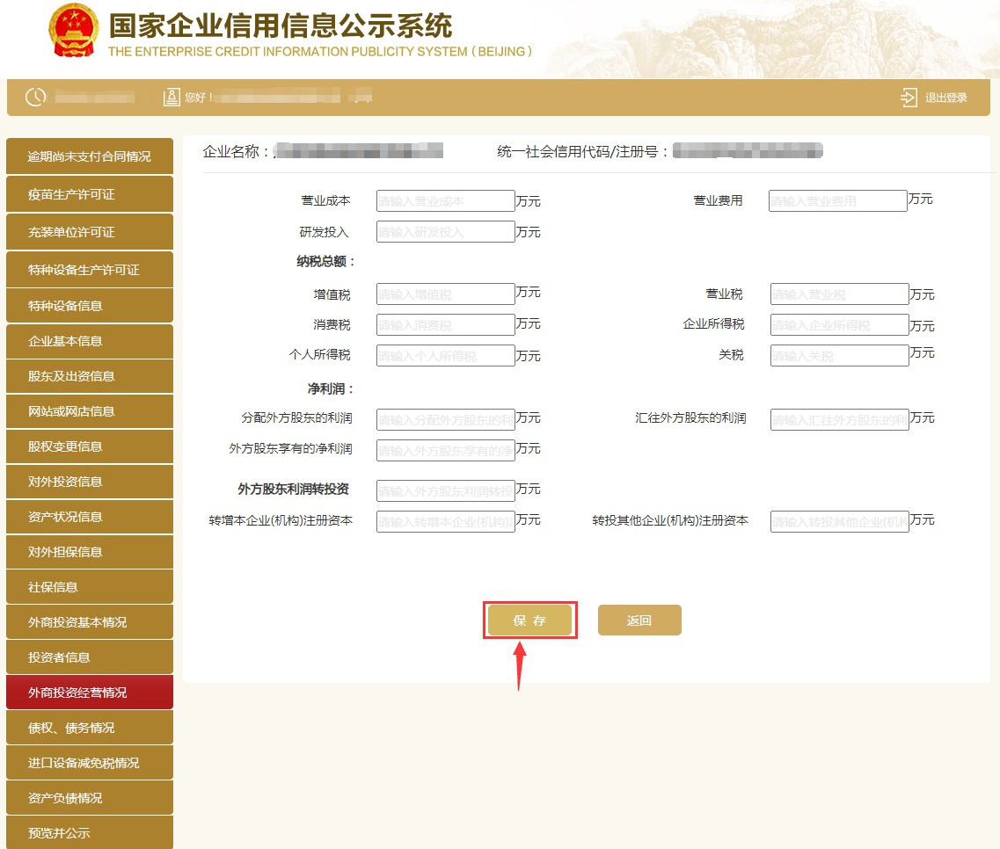 国家企业信用信息公示系统
THE ENTERPRISE CREDIT INFORMATION PUBLICITY SYSTEM ( BEIJING )
您好！
退出登录
逾期尚未支付合同情况
疫苗生产许可证
充装单位许可证
特种设备生产许可证
特种设备信息
企业基本信息
股东及出资信息
网站或网店信息
股权变更信息
对外投资信息
资产状况信息
对外担保信息
社保信息
外商投资基本情况
投资者信息
外商投资经营情况
债权、债务情况
进口设备减免税情况
资产负债情况
预览并公示
企业名称： 统一社会信用代码/注册号：
营业成本 请输入营业成本 万元 营业费用 请输入营业费用 万元
研发投入 请输入研发投入 万元
纳税总额：
增值税 请输入增值税 万元 营业税 请输入营业税 万元
消费税 请输入消费税 万元 企业所得税 请输入企业所得税 万元
个人所得税 请输入个人所得税 万元 关税 请输入关税 万元
净利润：
分配外方股东的利润 请输入分配外方股东的利 万元 汇往外方股东的利润 请输入汇往外方股东的利 万元
外方股东享有的净利润 请输入外方股东享有的净 万元
外方股东利润转投资 请输入外方股东利润转投 万元
转增本企业(机构)注册资本 请输入转增本企业(机构) 万元 转投其他企业(机构)注册资本 请输入转投其他企业(机构 万元
保 存 返回